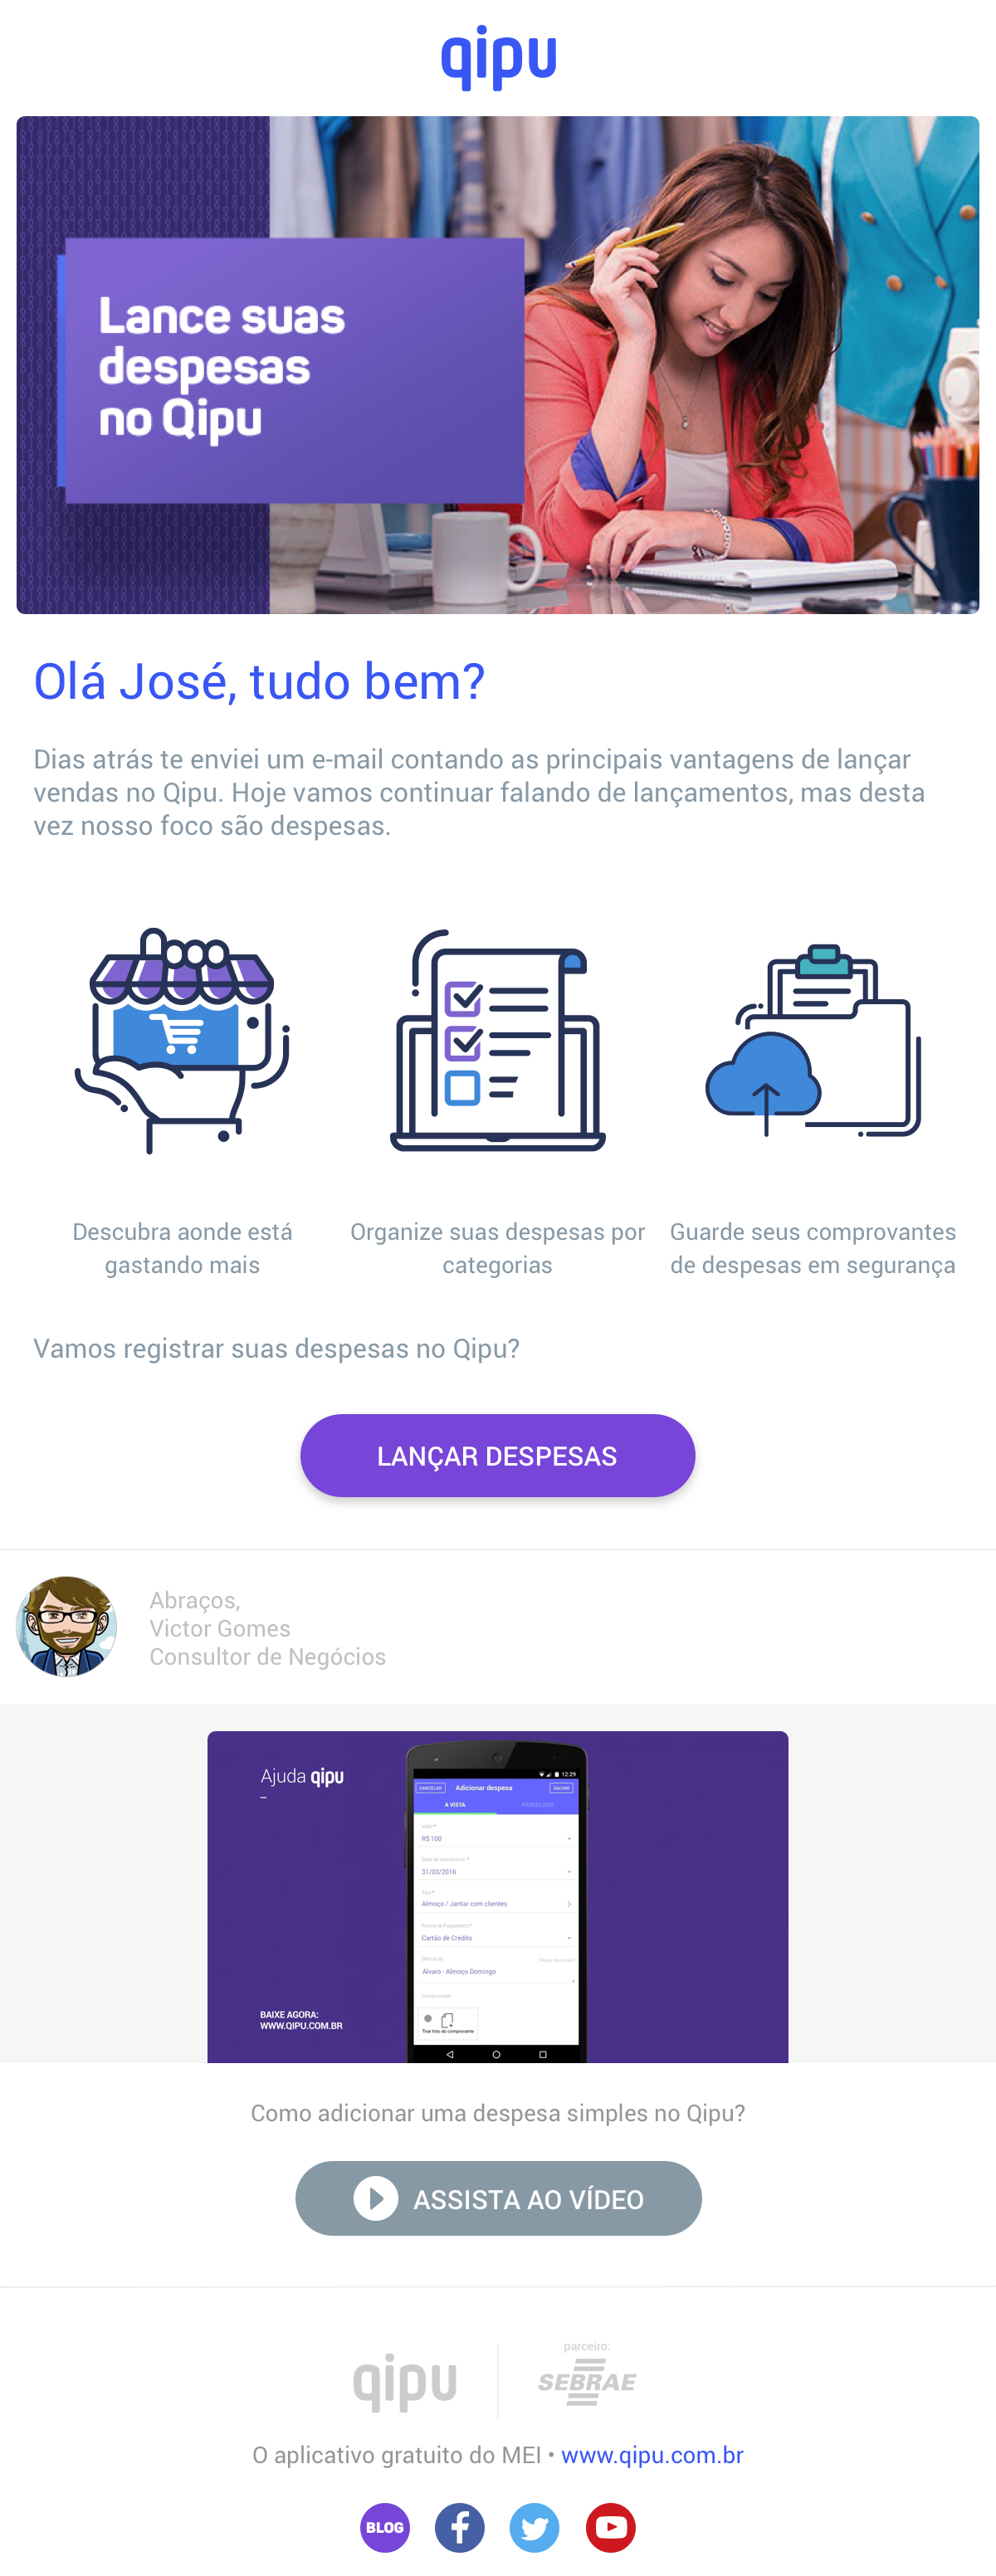 qipu
Lance suas
despesas
no Qipu
Olá José, tudo bem?
Dias atrás te enviei um e-mail contando as principais vantagens de lançar
vendas no Qipu. Hoje vamos continuar falando de lançamentos, mas desta
vez nosso foco são despesas.
Descubra aonde está
gastando mais
Organize suas despesas por
categorias
Guarde seus comprovantes
de despesas em segurança
Vamos registrar suas despesas no Qipu?
LANÇAR DESPESAS
Abraços,
Victor Gomes
Consultor de Negócios
Ajuda qipu
12:29
CANCELAR
Adicionar despesa
SALVAR
A VISTA
PARCELADO
Valor *
R$ 100
Data de vencimento *
31/03/2016
Tipo *
Almoço / Jantar com clientes
Forma de Pagamento *
Cartão de Crédito
Descricao
Alvaro - Almoço Domingo
Comprovante
Tirar foto do comprovante
BAIXE AGORA:
WWW.QIPU.COM.BR
Como adicionar uma despesa simples no Qipu?
ASSISTA AO VÍDEO
qipu
parceiro:
SEBRAE
O aplicativo gratuito do MEI • www.qipu.com.br
BLOG